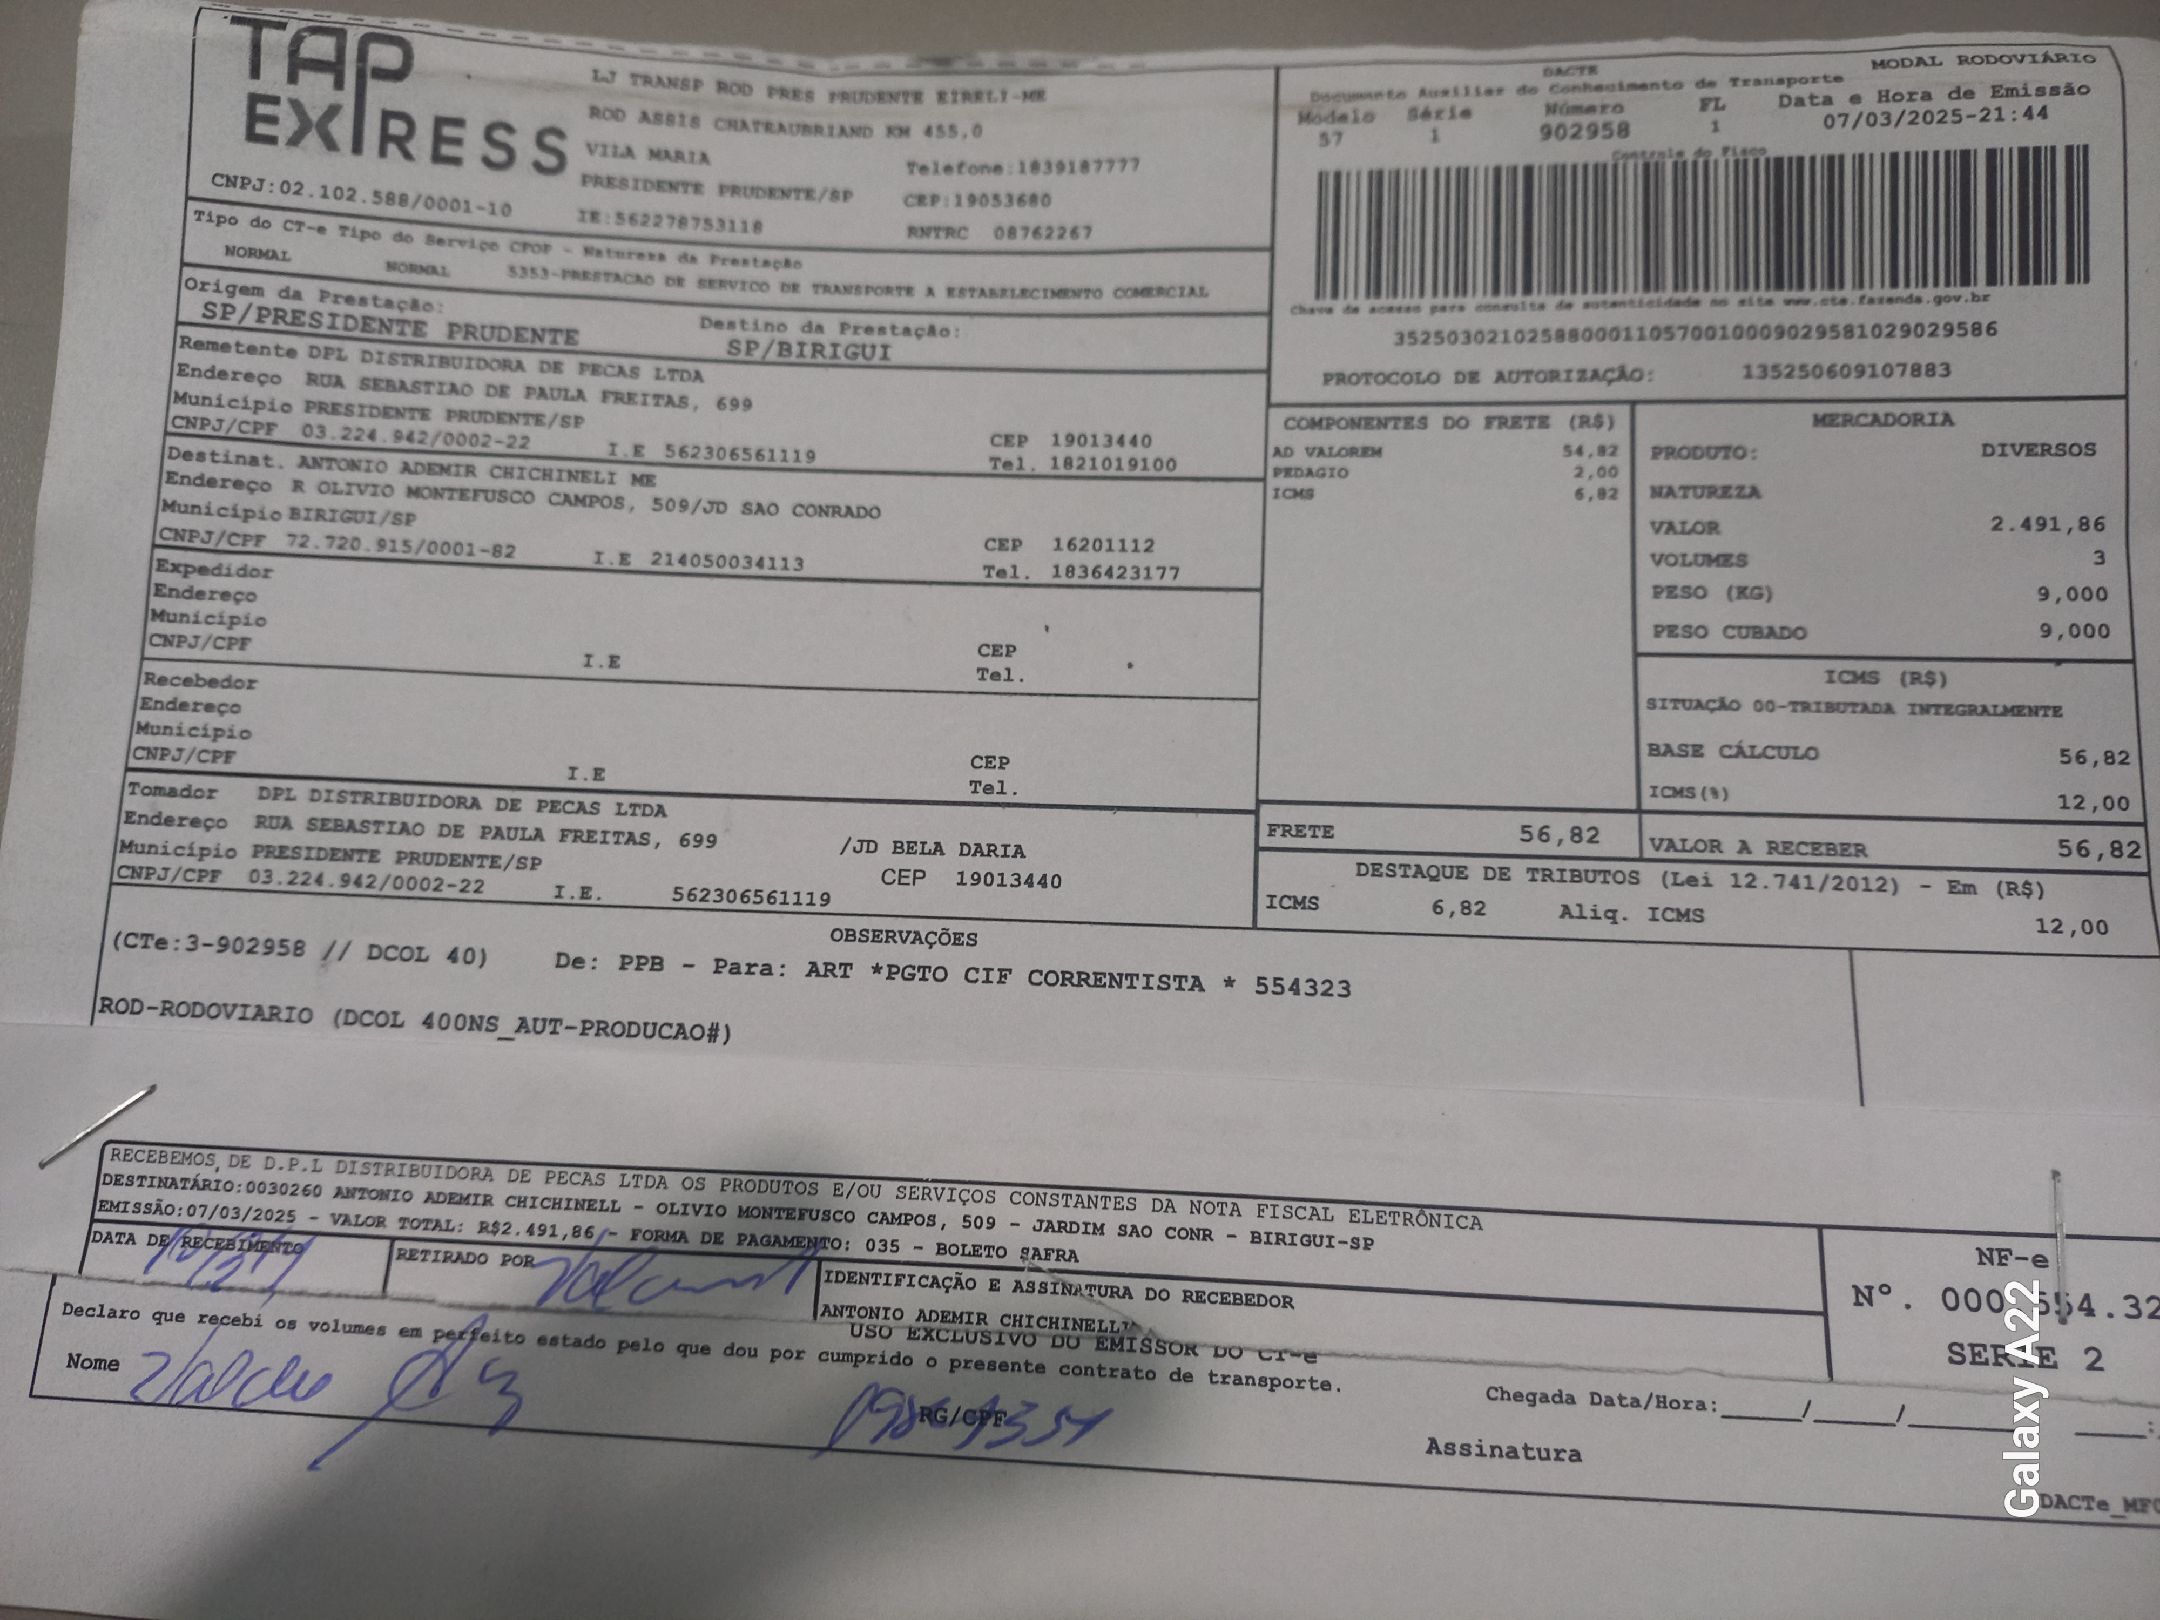 TAP
EXPRESS
CNPJ:02.102.588/0001-10
LJ TRANSP ROD PRES PRUDENTE EIRELI-ME
ROD ASSIS CHATEAUBRIAND KM 455,0
VILA MARIA
Telefone:1839187777
PRESIDENTE PRUDENTE/SP CEP:19053680
IE:562278753118 RNTRC 08762267
DACTE MODAL RODOVIÁRIO
Documento Auxiliar do Conhecimento de Transporte
Modelo Série Número FL Data e Hora de Emissão
57 1 902958 1 07/03/2025-21:44
Controle do Fisco
Chave de acesso para consulta de autenticidade no site www.cte.fazenda.gov.br
35250302102588000110570010009029581029029586
PROTOCOLO DE AUTORIZAÇÃO: 135250609107883
Tipo do CT-e Tipo do Serviço CFOP - Natureza da Prestação
NORMAL NORMAL 5353-PRESTACAO DE SERVICO DE TRANSPORTE A ESTABELECIMENTO COMERCIAL
Origem da Prestação: Destino da Prestação:
SP/PRESIDENTE PRUDENTE SP/BIRIGUI
Remetente DPL DISTRIBUIDORA DE PECAS LTDA
Endereço RUA SEBASTIAO DE PAULA FREITAS, 699
Município PRESIDENTE PRUDENTE/SP CEP 19013440
CNPJ/CPF 03.224.942/0002-22 I.E 562306561119 Tel. 1821019100
Destinat. ANTONIO ADEMIR CHICHINELI ME
Endereço R OLIVIO MONTEFUSCO CAMPOS, 509/JD SAO CONRADO
Município BIRIGUI/SP CEP 16201112
CNPJ/CPF 72.720.915/0001-82 I.E 214050034113 Tel. 1836423177
Expedidor
Endereço
Município CEP
CNPJ/CPF I.E Tel.
Recebedor
Endereço
Município CEP
CNPJ/CPF I.E Tel.
Tomador DPL DISTRIBUIDORA DE PECAS LTDA
Endereço RUA SEBASTIAO DE PAULA FREITAS, 699 /JD BELA DARIA
Município PRESIDENTE PRUDENTE/SP CEP 19013440
CNPJ/CPF 03.224.942/0002-22 I.E. 562306561119
COMPONENTES DO FRETE (R$)
AD VALOREM 54,82
PEDAGIO 2,00
ICMS 6,82
MERCADORIA
PRODUTO: DIVERSOS
NATUREZA
VALOR 2.491,86
VOLUMES 3
PESO (KG) 9,000
PESO CUBADO 9,000
ICMS (R$)
SITUAÇÃO 00-TRIBUTADA INTEGRALMENTE
BASE CÁLCULO 56,82
ICMS(%) 12,00
FRETE 56,82 VALOR A RECEBER 56,82
DESTAQUE DE TRIBUTOS (Lei 12.741/2012) - Em (R$)
ICMS 6,82 Aliq. ICMS 12,00
OBSERVAÇÕES
(CTe:3-902958 // DCOL 40) De: PPB - Para: ART *PGTO CIF CORRENTISTA * 554323
ROD-RODOVIARIO (DCOL 400NS_AUT-PRODUCAO#)
RECEBEMOS DE D.P.L DISTRIBUIDORA DE PECAS LTDA OS PRODUTOS E/OU SERVIÇOS CONSTANTES DA NOTA FISCAL ELETRÔNICA
DESTINATÁRIO:0030260 ANTONIO ADEMIR CHICHINELL - OLIVIO MONTEFUSCO CAMPOS, 509 - JARDIM SAO CONR - BIRIGUI-SP
EMISSÃO:07/03/2025 - VALOR TOTAL: R$2.491,86 - FORMA DE PAGAMENTO: 035 - BOLETO SAFRA
DATA DE RECEBIMENTO RETIRADO POR IDENTIFICAÇÃO E ASSINATURA DO RECEBEDOR
ANTONIO ADEMIR CHICHINELL
NF-e
Nº.
SERIE 2
USO EXCLUSIVO DO EMISSOR DO CT-e
Declaro que recebi os volumes em perfeito estado pelo que dou por cumprido o presente contrato de transporte.
Nome RG/CPF
Chegada Data/Hora:_____/_____/
Assinatura
Galaxy A22